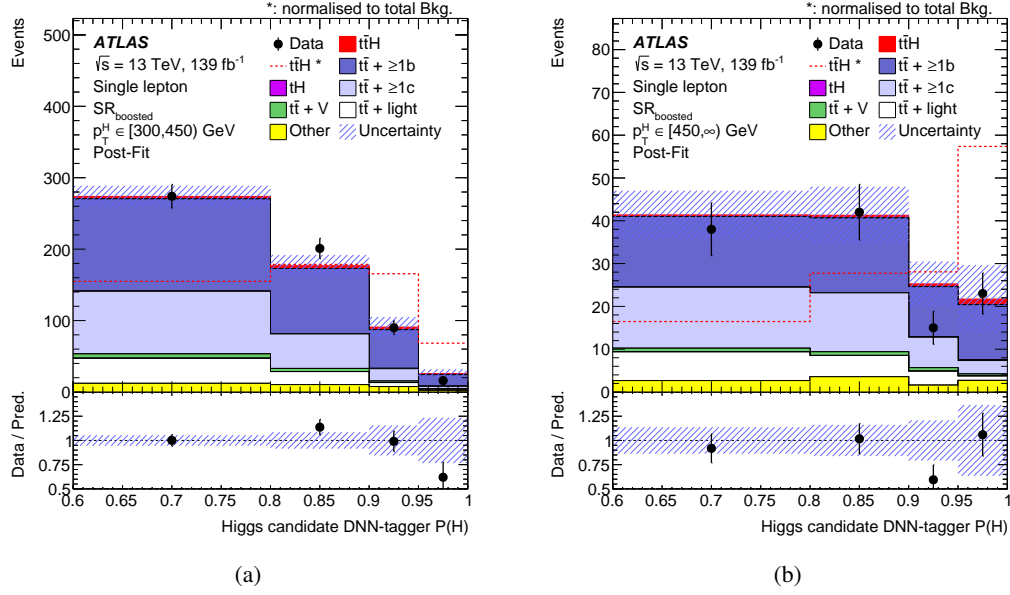 *: normalised to total Bkg.
Events
500
400
300
200
100
0
ATLAS
√s = 13 TeV, 139 fb⁻¹
Single lepton
SR_boosted
p_T^H ∈ [300,450) GeV
Post-Fit
Data
tt̄H
tt̄H *
tt̄ + ≥1b
tH
tt̄ + ≥1c
tt̄ + V
tt̄ + light
Other
Uncertainty
Data / Pred.
1.25
1
0.75
0.5
0.6 0.65 0.7 0.75 0.8 0.85 0.9 0.95 1
Higgs candidate DNN-tagger P(H)
(a)
*: normalised to total Bkg.
Events
80
70
60
50
40
30
20
10
0
ATLAS
√s = 13 TeV, 139 fb⁻¹
Single lepton
SR_boosted
p_T^H ∈ [450,∞) GeV
Post-Fit
Data
tt̄H
tt̄H *
tt̄ + ≥1b
tH
tt̄ + ≥1c
tt̄ + V
tt̄ + light
Other
Uncertainty
Data / Pred.
1.25
1
0.75
0.5
0.6 0.65 0.7 0.75 0.8 0.85 0.9 0.95 1
Higgs candidate DNN-tagger P(H)
(b)